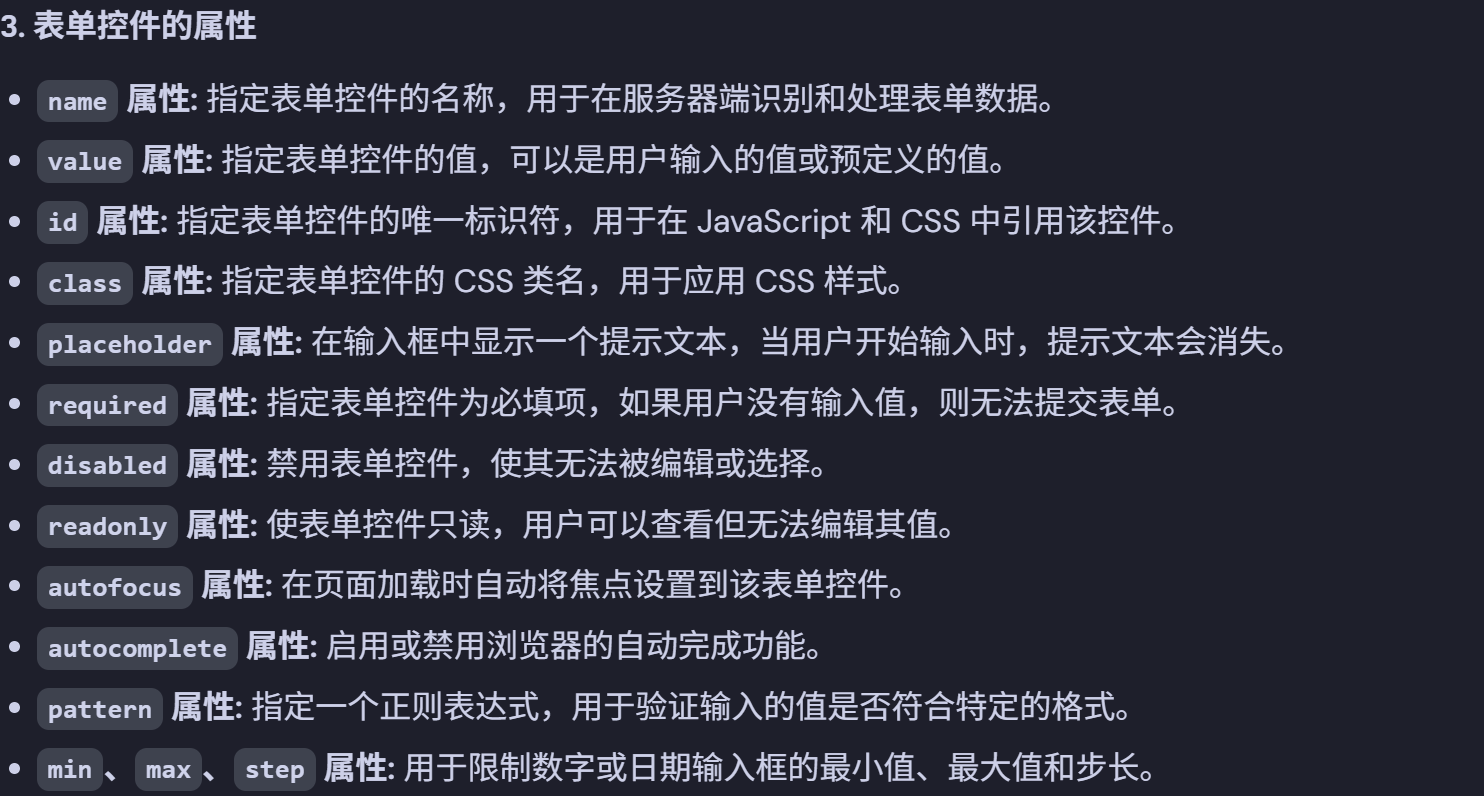 3. 表单控件的属性
name 属性: 指定表单控件的名称，用于在服务器端识别和处理表单数据。
value 属性: 指定表单控件的值，可以是用户输入的值或预定义的值。
id 属性: 指定表单控件的唯一标识符，用于在 JavaScript 和 CSS 中引用该控件。
class 属性: 指定表单控件的 CSS 类名，用于应用 CSS 样式。
placeholder 属性: 在输入框中显示一个提示文本，当用户开始输入时，提示文本会消失。
required 属性: 指定表单控件为必填项，如果用户没有输入值，则无法提交表单。
disabled 属性: 禁用表单控件，使其无法被编辑或选择。
readonly 属性: 使表单控件只读，用户可以查看但无法编辑其值。
autofocus 属性: 在页面加载时自动将焦点设置到该表单控件。
autocomplete 属性: 启用或禁用浏览器的自动完成功能。
pattern 属性: 指定一个正则表达式，用于验证输入的值是否符合特定的格式。
min、max、step 属性: 用于限制数字或日期输入框的最小值、最大值和步长。